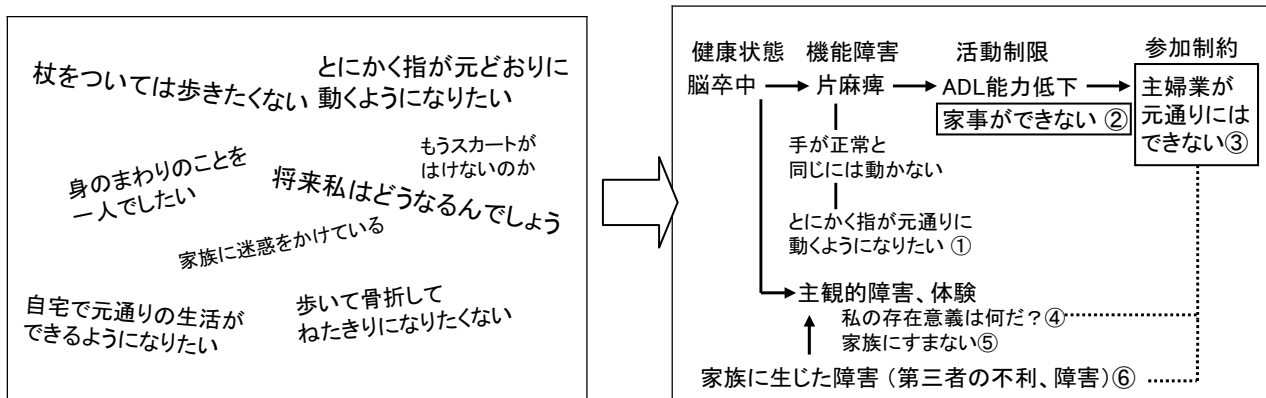 杖をついては歩きたくない
とにかく指が元どおりに
動くようになりたい
もうスカートが
はけないのか
身のまわりのことを
一人でしたい
将来私はどうなるんでしょう
家族に迷惑をかけている
自宅で元通りの生活が
できるようになりたい
歩いて骨折して
ねたきりになりたくない
健康状態
機能障害
活動制限
参加制約
脳卒中
片麻痺
ADL能力低下
主婦業が
元通りには
できない③
家事ができない ②
手が正常と
同じには動かない
とにかく指が元通りに
動くようになりたい ①
主観的障害、体験
私の存在意義は何だ？④
家族にすまない⑤
家族に生じた障害（第三者の不利、障害）⑥